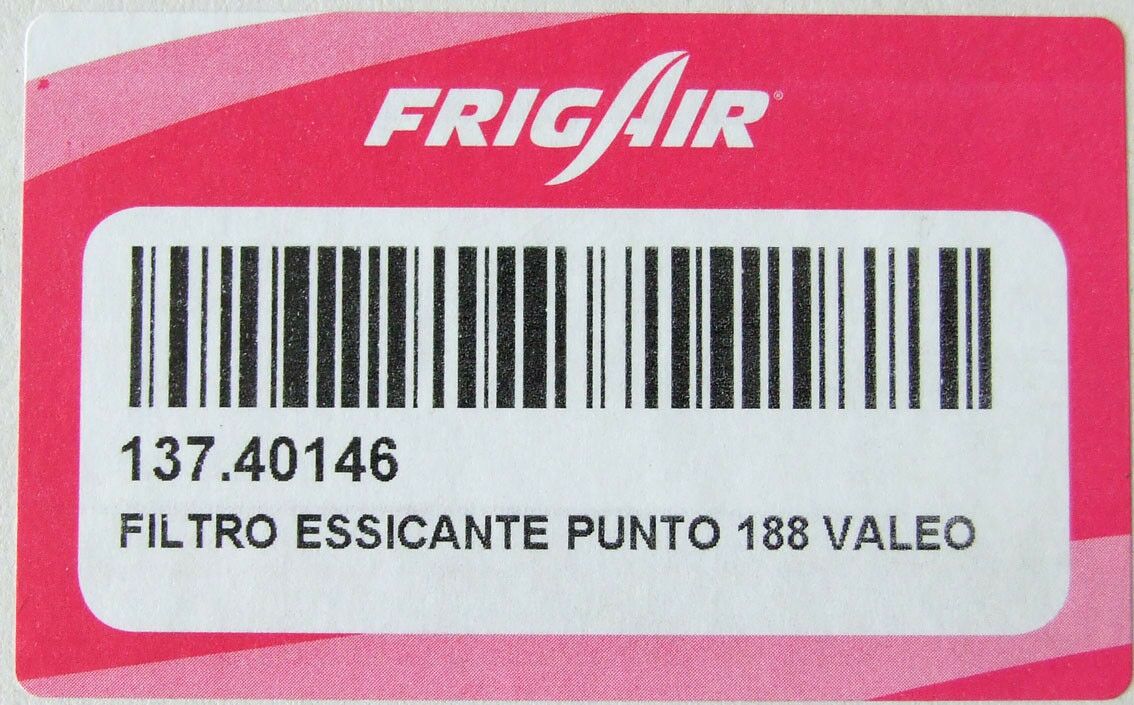 FRIGAIR®
137.40146
FILTRO ESSICANTE PUNTO 188 VALEO